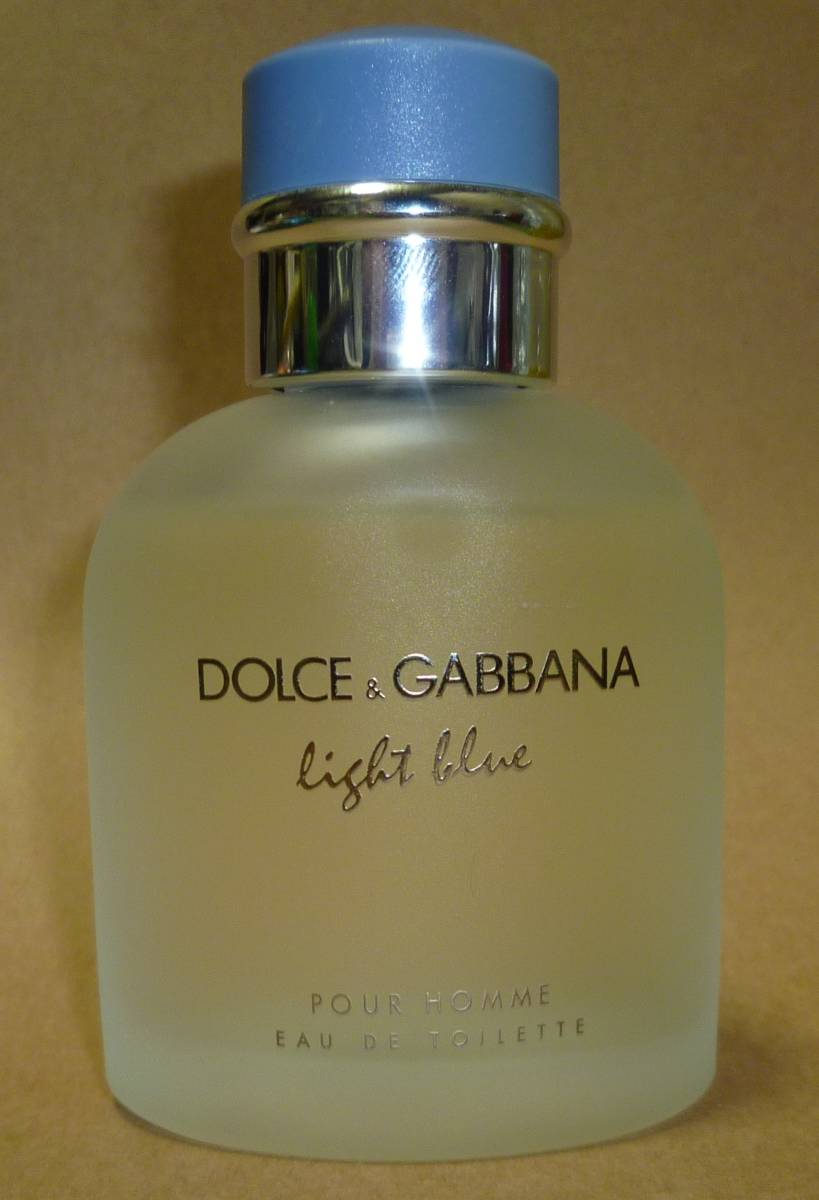 DOLCE & GABBANA
light blue
POUR HOMME
EAU DE TOILETTE